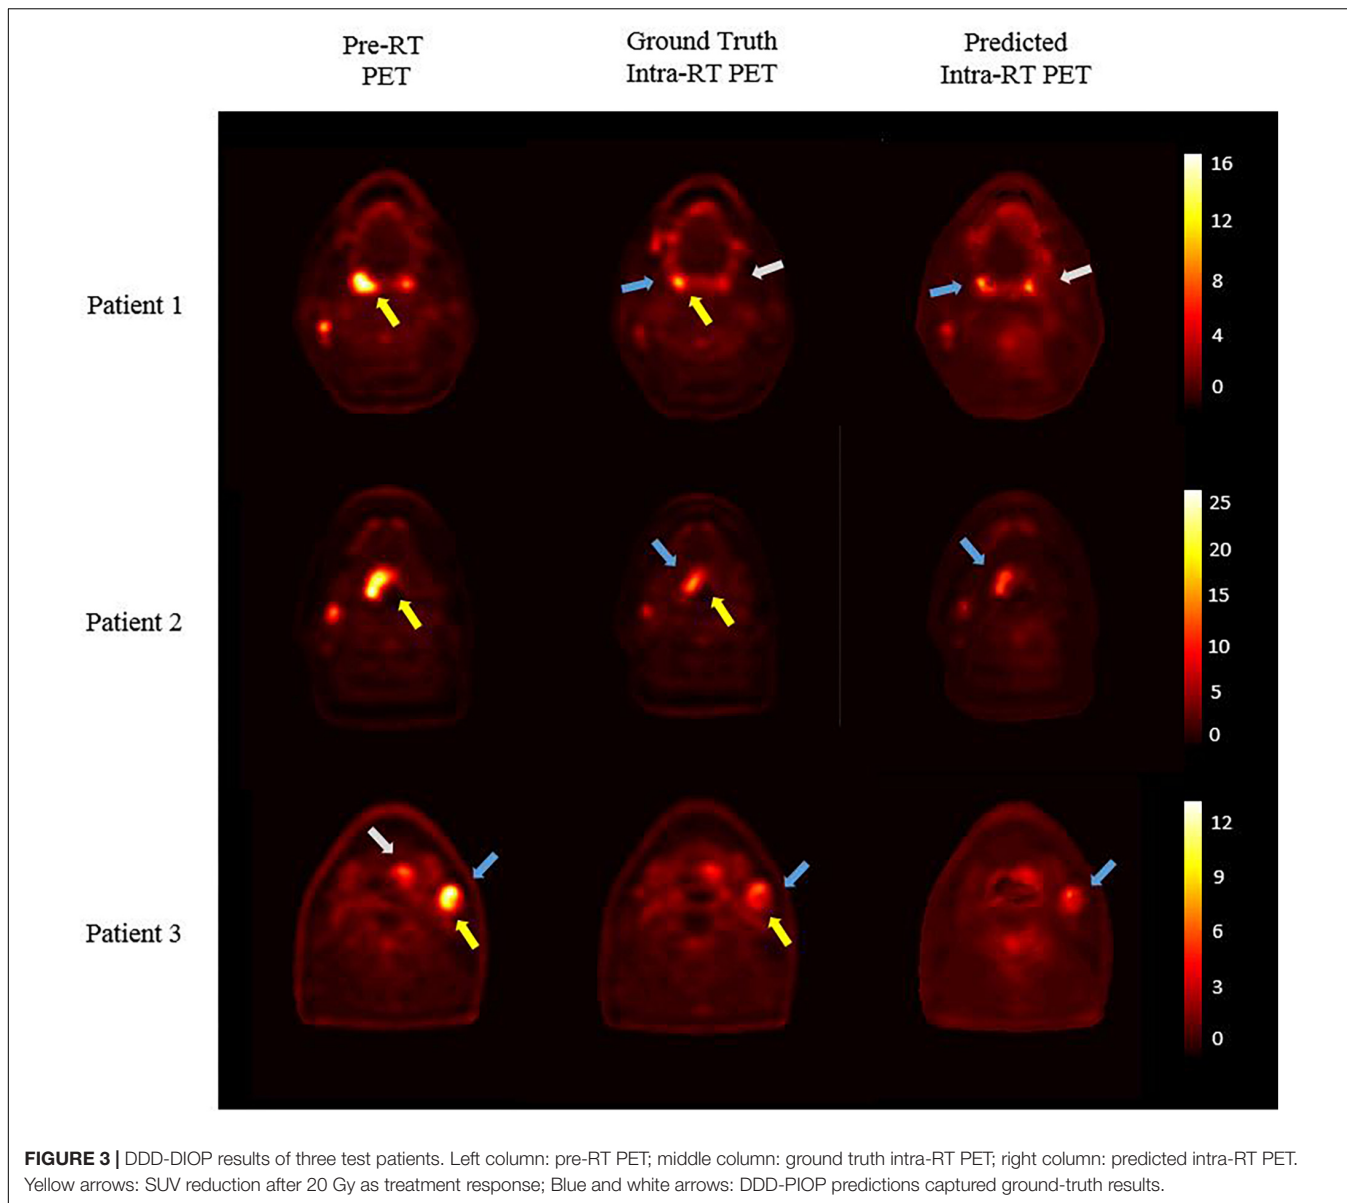 Pre-RT
PET
Ground Truth
Intra-RT PET
Predicted
Intra-RT PET
Patient 1
16
12
8
4
0
Patient 2
25
20
15
10
5
0
Patient 3
12
9
6
3
0
FIGURE 3 | DDD-DIOP results of three test patients. Left column: pre-RT PET; middle column: ground truth intra-RT PET; right column: predicted intra-RT PET.
Yellow arrows: SUV reduction after 20 Gy as treatment response; Blue and white arrows: DDD-PIOP predictions captured ground-truth results.